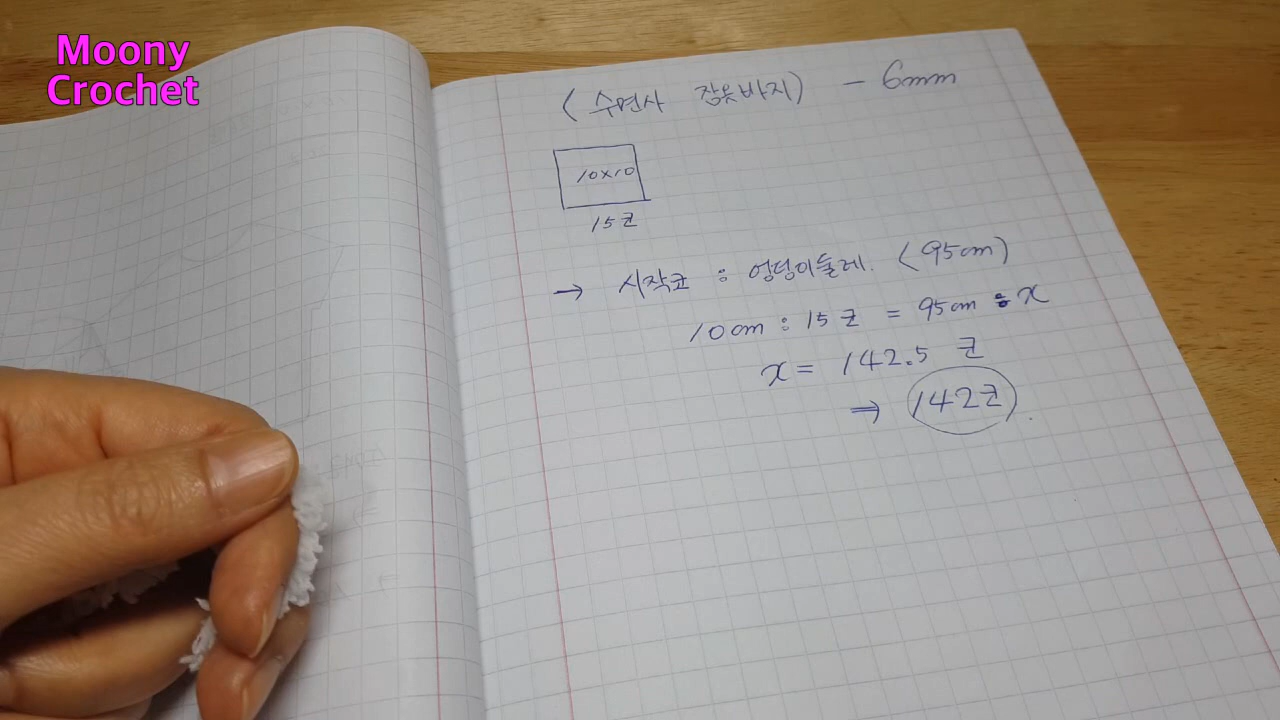 Moony
Crochet
(수면사 잠옷바지) - 6mm
10x10
15코
→ 시작코 : 엉덩이둘레. (95cm)
10cm : 15코 = 95cm : x
x = 142.5 코
⇒ 142코.